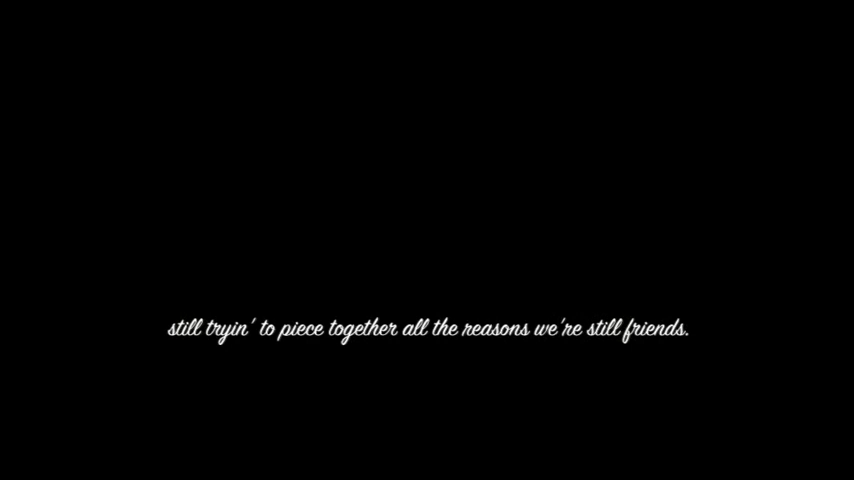 still tryin' to piece together all the reasons we're still friends.